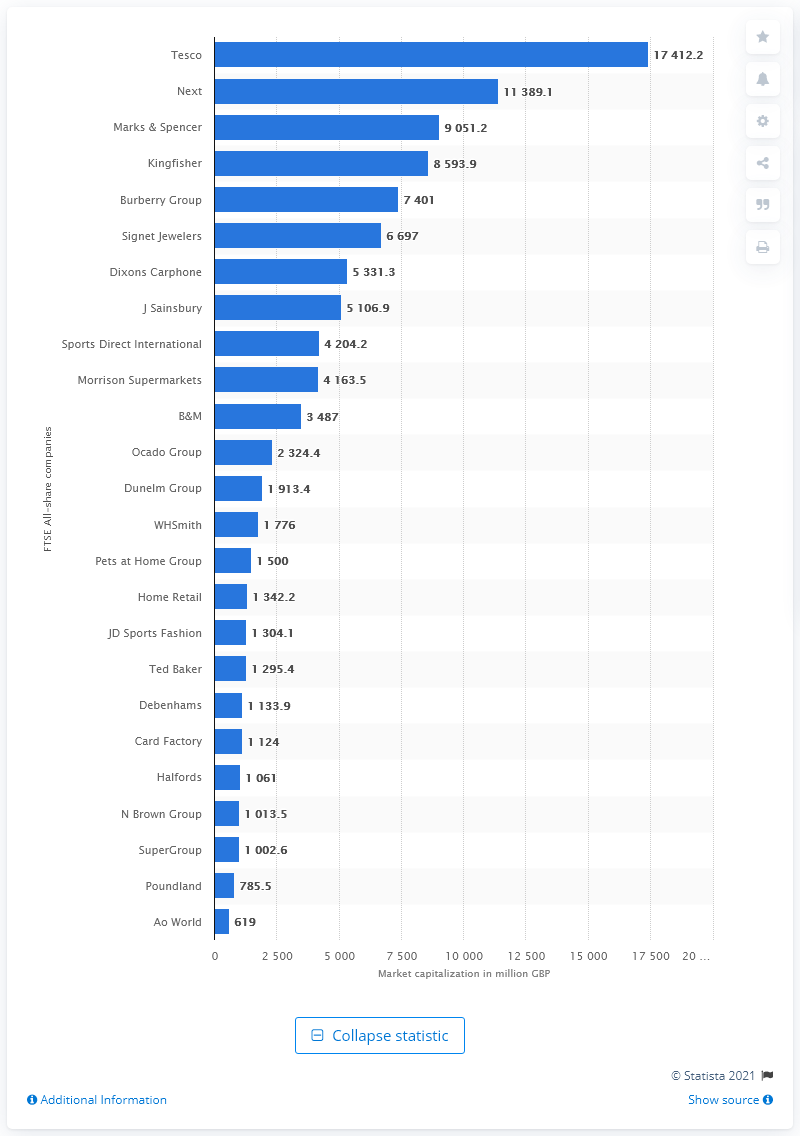 Tesco 17 412.2
Next 11 389.1
Marks & Spencer 9 051.2
Kingfisher 8 593.9
Burberry Group 7 401
Signet Jewelers 6 697
Dixons Carphone 5 331.3
J Sainsbury 5 106.9
Sports Direct International 4 204.2
Morrison Supermarkets 4 163.5
B&M 3 487
Ocado Group 2 324.4
Dunelm Group 1 913.4
WHSmith 1 776
Pets at Home Group 1 500
Home Retail 1 342.2
JD Sports Fashion 1 304.1
Ted Baker 1 295.4
Debenhams 1 133.9
Card Factory 1 124
Halfords 1 061
N Brown Group 1 013.5
SuperGroup 1 002.6
Poundland 785.5
Ao World 619
FTSE All-share companies
0 2 500 5 000 7 500 10 000 12 500 15 000 17 500 20 ...
Market capitalization in million GBP
Collapse statistic
© Statista 2021
Additional Information
Show source